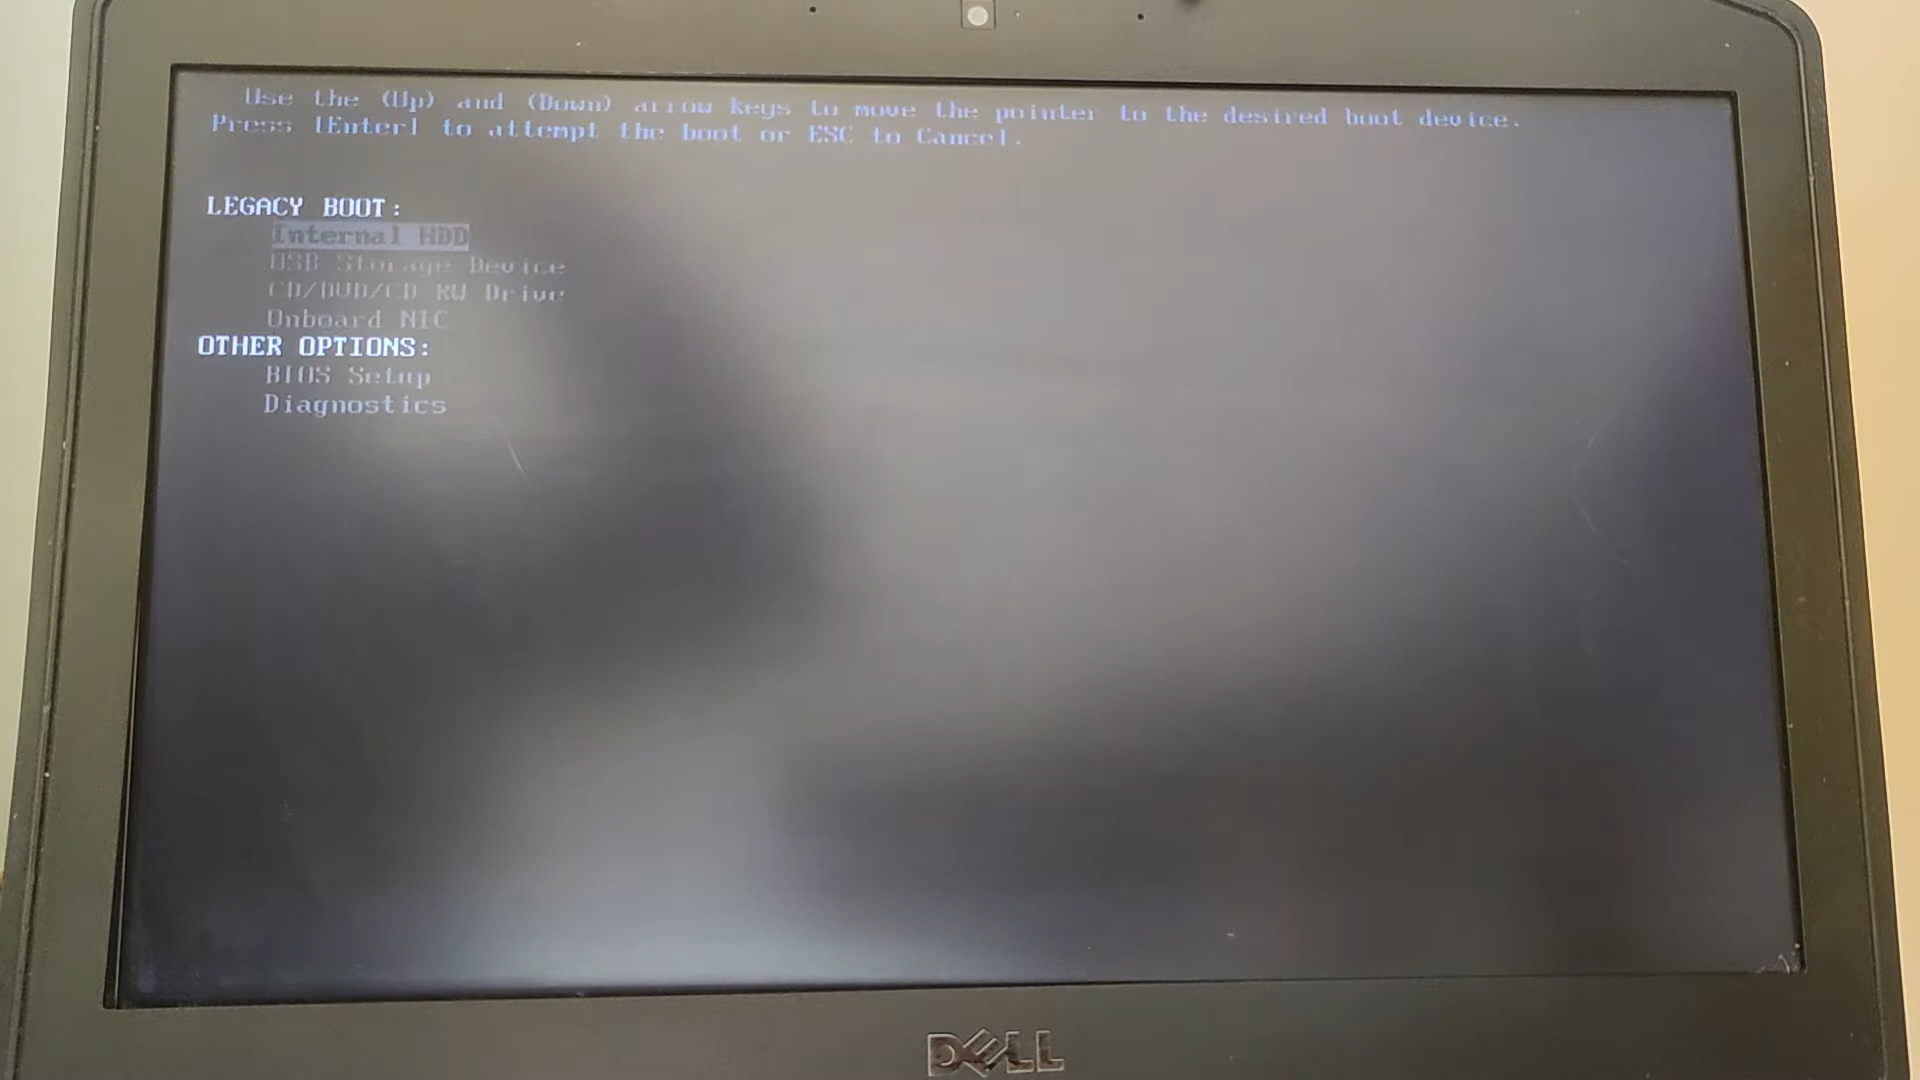 Use the (Up) and (Down) arrow keys to move the pointer to the desired boot device.
Press [Enter] to attempt the boot or ESC to Cancel.
LEGACY BOOT:
Internal HDD
USB Storage Device
CD/DVD/CD RW Drive
Onboard NIC
OTHER OPTIONS:
BIOS Setup
Diagnostics
DELL